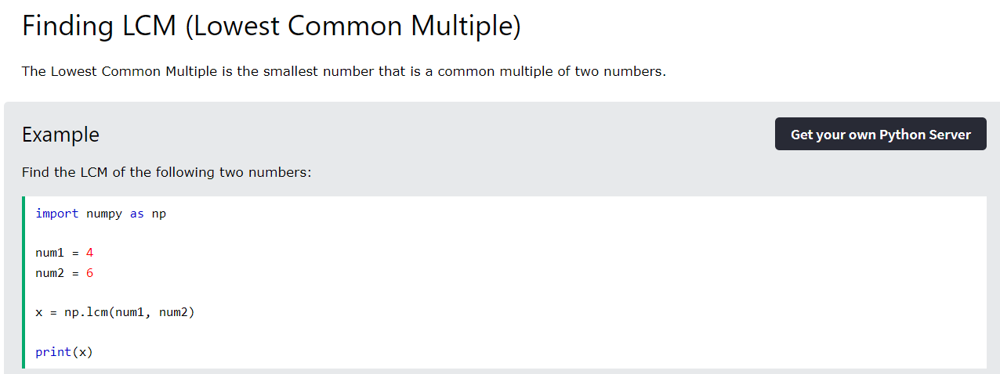 Finding LCM (Lowest Common Multiple)
The Lowest Common Multiple is the smallest number that is a common multiple of two numbers.
Example
Get your own Python Server
Find the LCM of the following two numbers:
import numpy as np
num1 = 4
num2 = 6
x = np.lcm(num1, num2)
print(x)